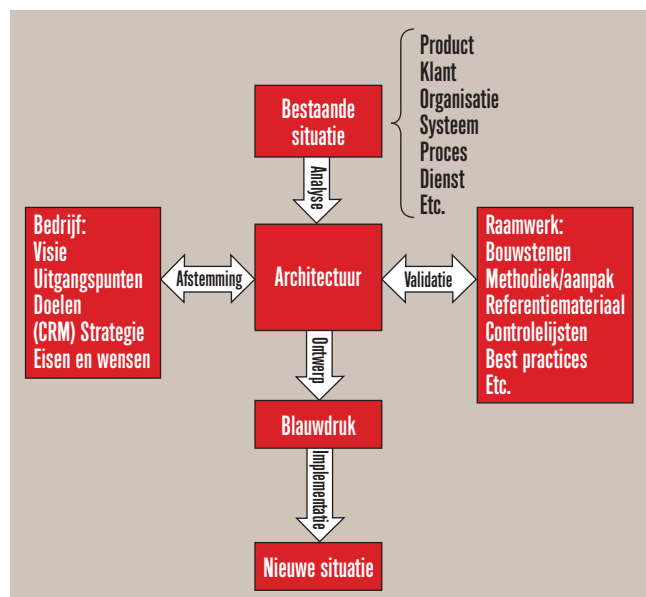 Bestaande
situatie
Product
Klant
Organisatie
Systeem
Proces
Dienst
Etc.
Analyse
Bedrijf:
Visie
Uitgangspunten
Doelen
(CRM) Strategie
Eisen en wensen
Afstemming
Architectuur
Validatie
Raamwerk:
Bouwstenen
Methodiek/aanpak
Referentiemateriaal
Controlelijsten
Best practices
Etc.
Ontwerp
Blauwdruk
Implementatie
Nieuwe situatie